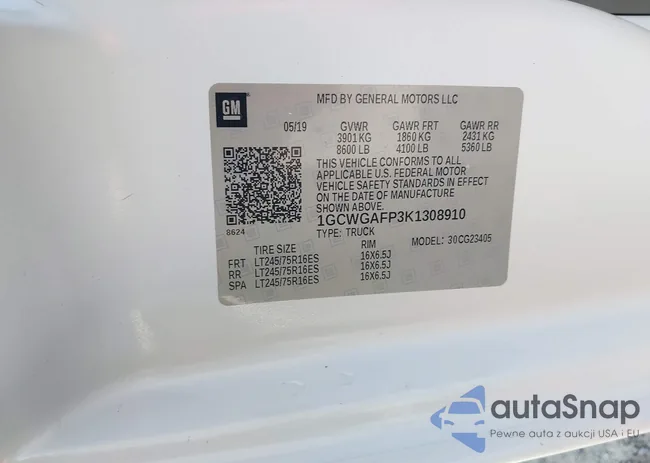 GM
MFD BY GENERAL MOTORS LLC
05/19 GVWR GAWR FRT GAWR RR
3901 KG 1860 KG 2431 KG
8600 LB 4100 LB 5360 LB
THIS VEHICLE CONFORMS TO ALL
APPLICABLE U.S. FEDERAL MOTOR
VEHICLE SAFETY STANDARDS IN EFFECT
ON THE DATE OF MANUFACTURE
SHOWN ABOVE.
1GCWGAFP3K1308910
8624
TYPE: TRUCK
MODEL: 30CG23405
TIRE SIZE RIM
FRT LT245/75R16ES 16X6.5J
RR LT245/75R16ES 16X6.5J
SPA LT245/75R16ES 16X6.5J
autaSnap
Pewne auta z aukcji USA i EU